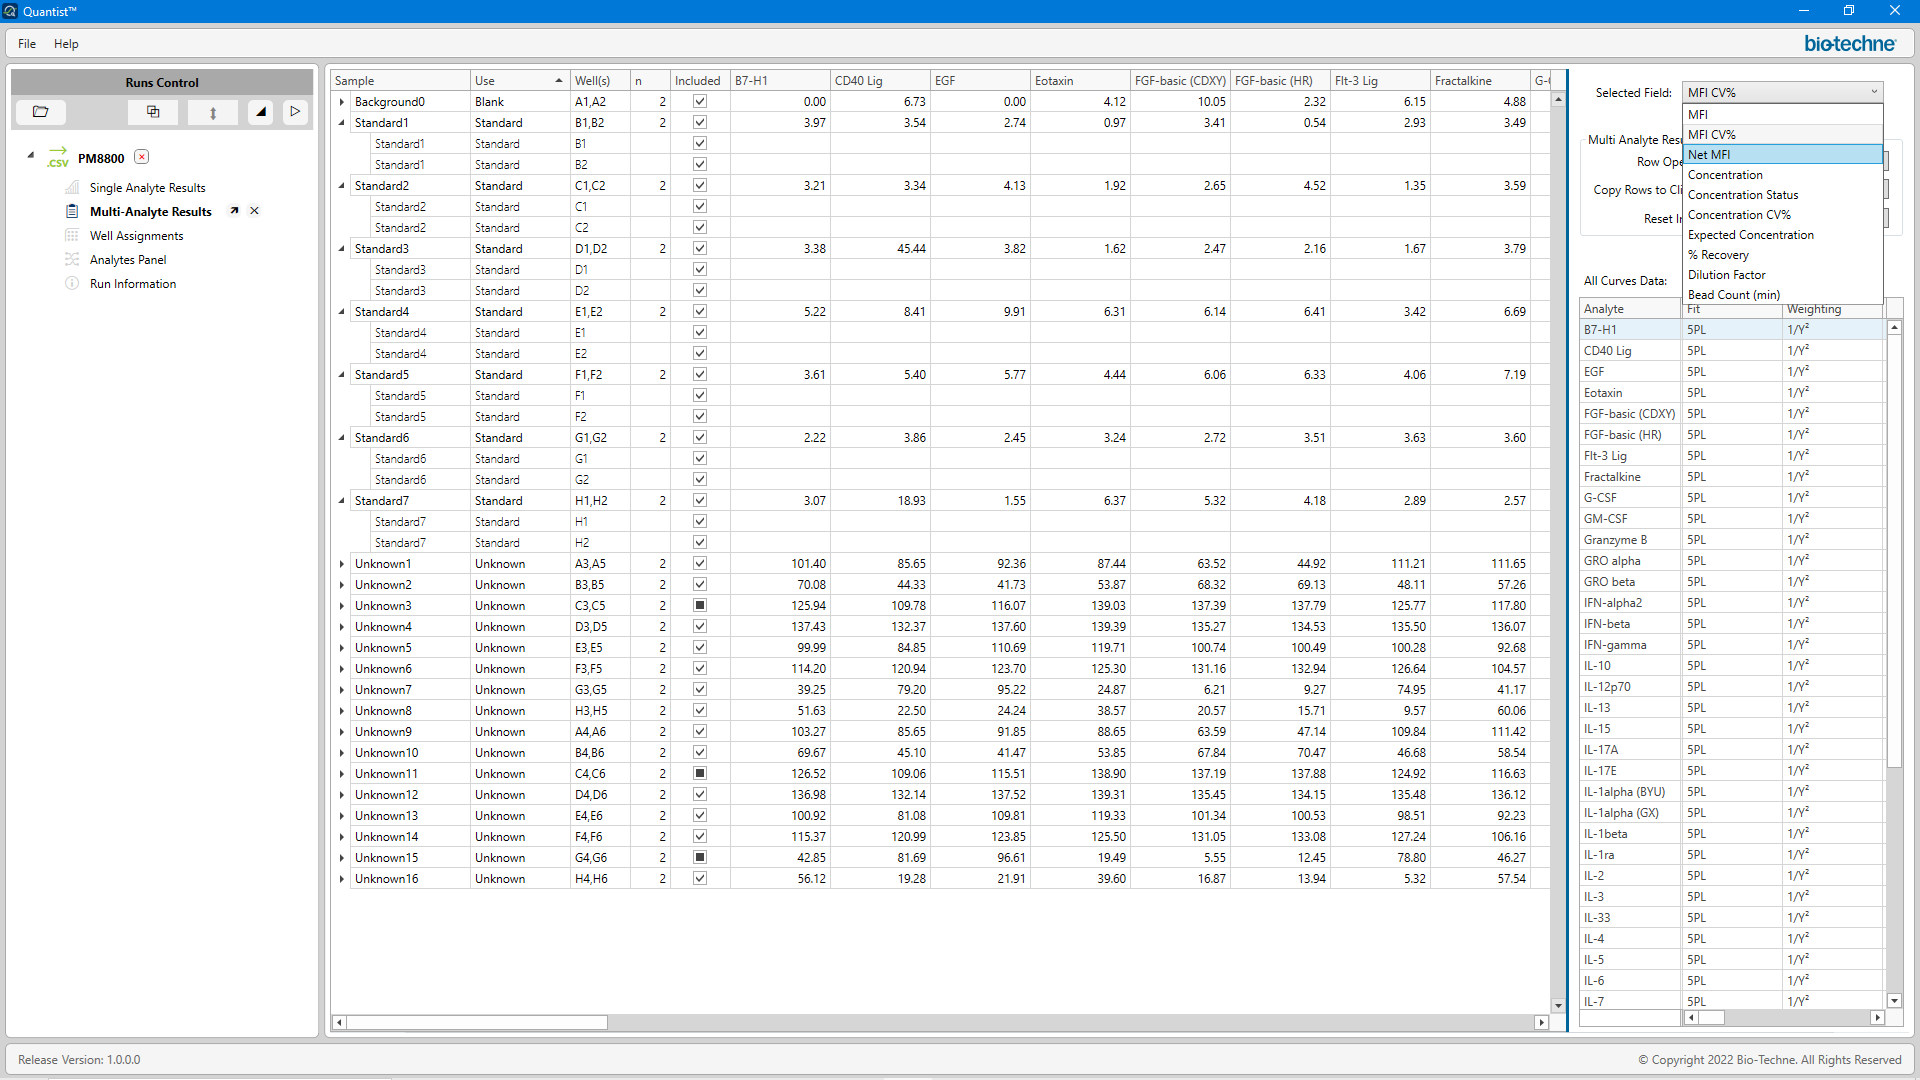 Quantist™
File Help
bio-techne
Runs Control
PM8800
.csv
Single Analyte Results
Multi-Analyte Results
Well Assignments
Analytes Panel
Run Information
Sample Use Well(s) n Included B7-H1 CD40 Lig EGF Eotaxin FGF-basic (CDXY) FGF-basic (HR) Flt-3 Lig Fractalkine
Background0 Blank A1,A2 2 0.00 6.73 0.00 4.12 10.05 2.32 6.15 4.88
Standard1 Standard B1,B2 2 3.97 3.54 2.74 0.97 3.41 0.54 2.93 3.49
Standard1 Standard B1
Standard1 Standard B2
Standard2 Standard C1,C2 2 3.21 3.34 4.13 1.92 2.65 4.52 1.35 3.59
Standard2 Standard C1
Standard2 Standard C2
Standard3 Standard D1,D2 2 3.38 45.44 3.82 1.62 2.47 2.16 1.67 3.79
Standard3 Standard D1
Standard3 Standard D2
Standard4 Standard E1,E2 2 5.22 8.41 9.91 6.31 6.14 6.41 3.42 6.69
Standard4 Standard E1
Standard4 Standard E2
Standard5 Standard F1,F2 2 3.61 5.40 5.77 4.44 6.06 6.33 4.06 7.19
Standard5 Standard F1
Standard5 Standard F2
Standard6 Standard G1,G2 2 2.22 3.86 2.45 3.24 2.72 3.51 3.63 3.60
Standard6 Standard G1
Standard6 Standard G2
Standard7 Standard H1,H2 2 3.07 18.93 1.55 6.37 5.32 4.18 2.89 2.57
Standard7 Standard H1
Standard7 Standard H2
Unknown1 Unknown A3,A5 2 101.40 85.65 92.36 87.44 63.52 44.92 111.21 111.65
Unknown2 Unknown B3,B5 2 70.08 44.33 41.73 53.87 68.32 69.13 48.11 57.26
Unknown3 Unknown C3,C5 2 125.94 109.78 116.07 139.03 137.39 137.79 125.77 117.80
Unknown4 Unknown D3,D5 2 137.43 132.37 137.60 139.39 135.27 134.53 135.50 136.07
Unknown5 Unknown E3,E5 2 99.99 84.85 110.69 119.71 100.74 100.49 100.28 92.68
Unknown6 Unknown F3,F5 2 114.20 120.94 123.70 125.30 131.16 132.94 126.64 104.57
Unknown7 Unknown G3,G5 2 39.25 79.20 95.22 24.87 6.21 9.27 74.95 41.17
Unknown8 Unknown H3,H5 2 51.63 22.50 24.24 38.57 20.57 15.71 9.57 60.06
Unknown9 Unknown A4,A6 2 103.27 85.65 91.85 88.65 63.59 47.14 109.84 111.42
Unknown10 Unknown B4,B6 2 69.67 45.10 41.47 53.85 67.84 70.47 46.68 58.54
Unknown11 Unknown C4,C6 2 126.52 109.06 115.51 138.90 137.19 137.88 124.92 116.63
Unknown12 Unknown D4,D6 2 136.98 132.14 137.52 139.31 135.45 134.15 135.48 136.12
Unknown13 Unknown E4,E6 2 100.92 81.08 109.81 119.33 101.34 100.53 98.51 92.23
Unknown14 Unknown F4,F6 2 115.37 120.99 123.85 125.50 131.05 133.08 127.24 106.16
Unknown15 Unknown G4,G6 2 42.85 81.69 96.61 19.49 5.55 12.45 78.80 46.27
Unknown16 Unknown H4,H6 2 56.12 19.28 21.91 39.60 16.87 13.94 5.32 57.54
Selected Field: MFI CV%
MFI
MFI CV%
Net MFI
Concentration
Concentration Status
Concentration CV%
Expected Concentration
% Recovery
Dilution Factor
Bead Count (min)
Multi Analyte
Row
Copy Rows to
Reset
All Curves Data:
Analyte Fit Weighting
B7-H1 5PL 1/Y²
CD40 Lig 5PL 1/Y²
EGF 5PL 1/Y²
Eotaxin 5PL 1/Y²
FGF-basic (CDXY) 5PL 1/Y²
FGF-basic (HR) 5PL 1/Y²
Flt-3 Lig 5PL 1/Y²
Fractalkine 5PL 1/Y²
G-CSF 5PL 1/Y²
GM-CSF 5PL 1/Y²
Granzyme B 5PL 1/Y²
GRO alpha 5PL 1/Y²
GRO beta 5PL 1/Y²
IFN-alpha2 5PL 1/Y²
IFN-beta 5PL 1/Y²
IFN-gamma 5PL 1/Y²
IL-10 5PL 1/Y²
IL-12p70 5PL 1/Y²
IL-13 5PL 1/Y²
IL-15 5PL 1/Y²
IL-17A 5PL 1/Y²
IL-17E 5PL 1/Y²
IL-1alpha (BYU) 5PL 1/Y²
IL-1alpha (GX) 5PL 1/Y²
IL-1beta 5PL 1/Y²
IL-1ra 5PL 1/Y²
IL-2 5PL 1/Y²
IL-3 5PL 1/Y²
IL-33 5PL 1/Y²
IL-4 5PL 1/Y²
IL-5 5PL 1/Y²
IL-6 5PL 1/Y²
IL-7 5PL 1/Y²
Release Version: 1.0.0.0
© Copyright 2022 Bio-Techne. All Rights Reserved